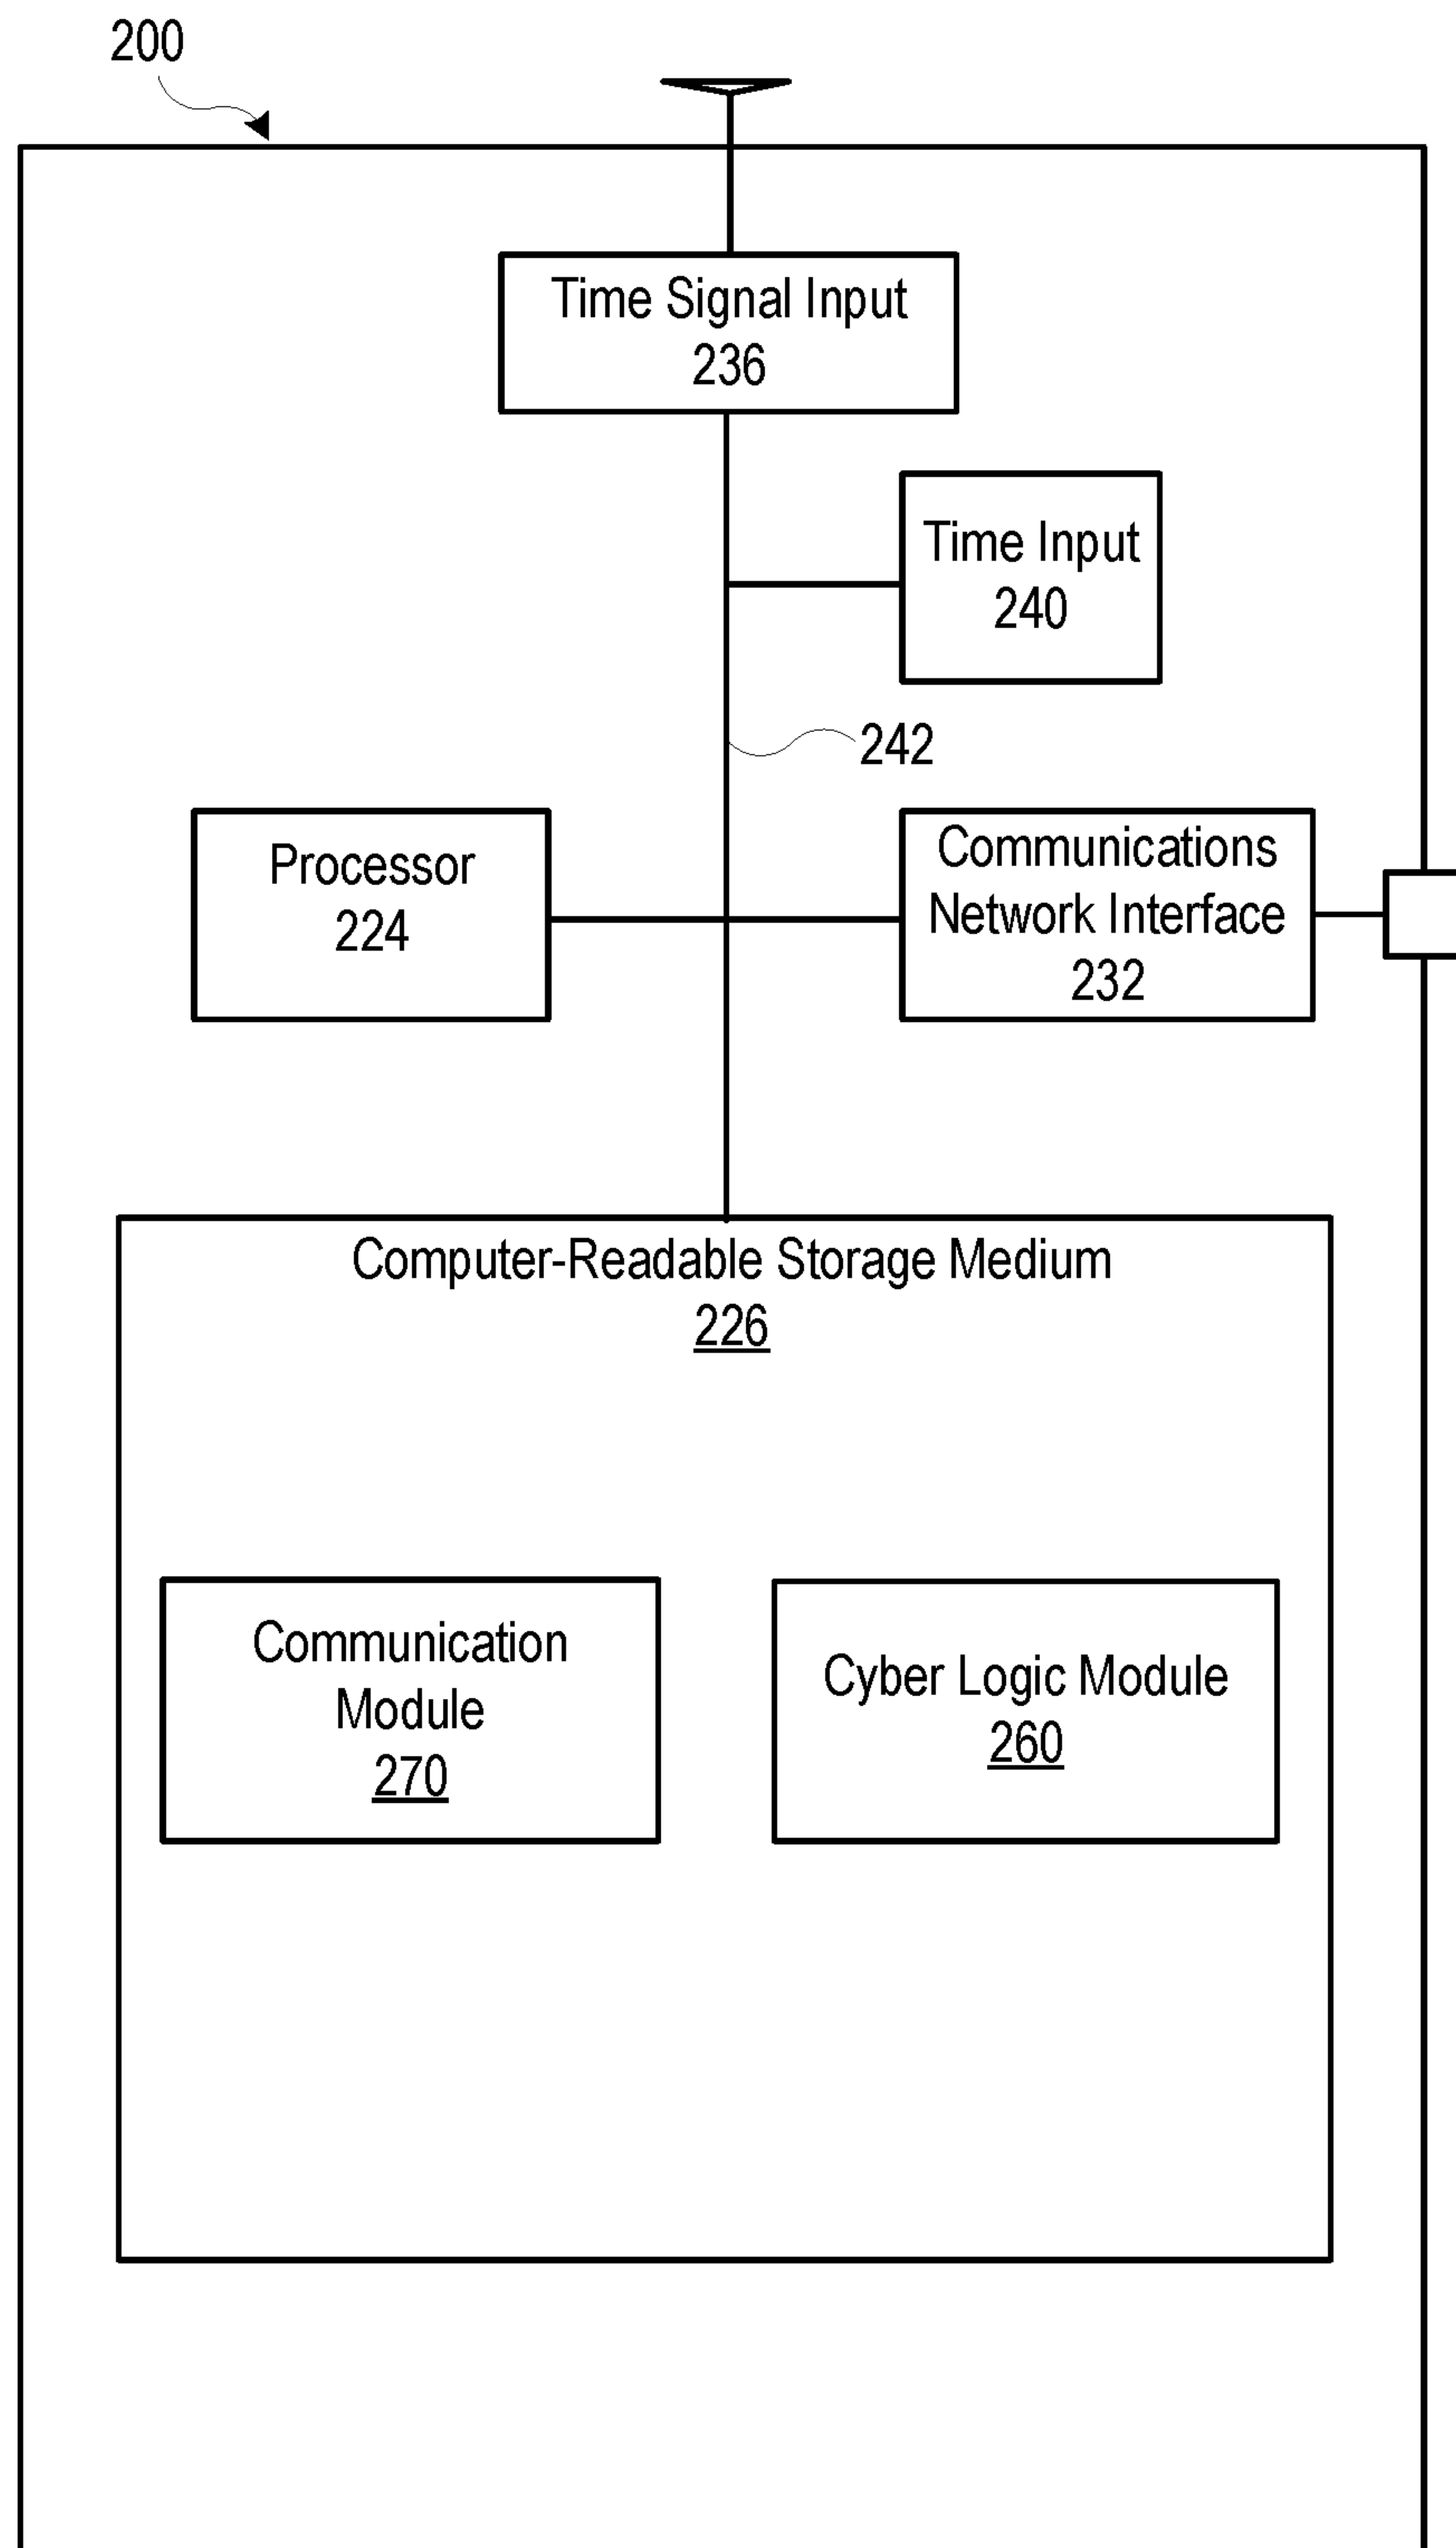 200
Time Signal Input
236
Time Input
240
242
Processor
224
Communications
Network Interface
232
Computer-Readable Storage Medium
226
Communication
Module
270
Cyber Logic Module
260